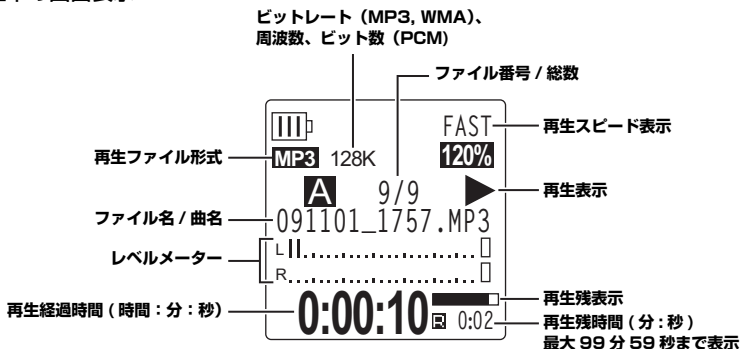 ビットレート（MP3, WMA）、
周波数、ビット数（PCM）
ファイル番号 / 総数
FAST
再生スピード表示
再生ファイル形式
MP3 128K
120%
A 9/9
再生表示
ファイル名 / 曲名
091101_1757.MP3
レベルメーター
L
R
再生経過時間 ( 時間：分：秒）
0:00:10
再生残表示
R 0:02
再生残時間 ( 分 : 秒 )
最大 99 分 59 秒まで表示